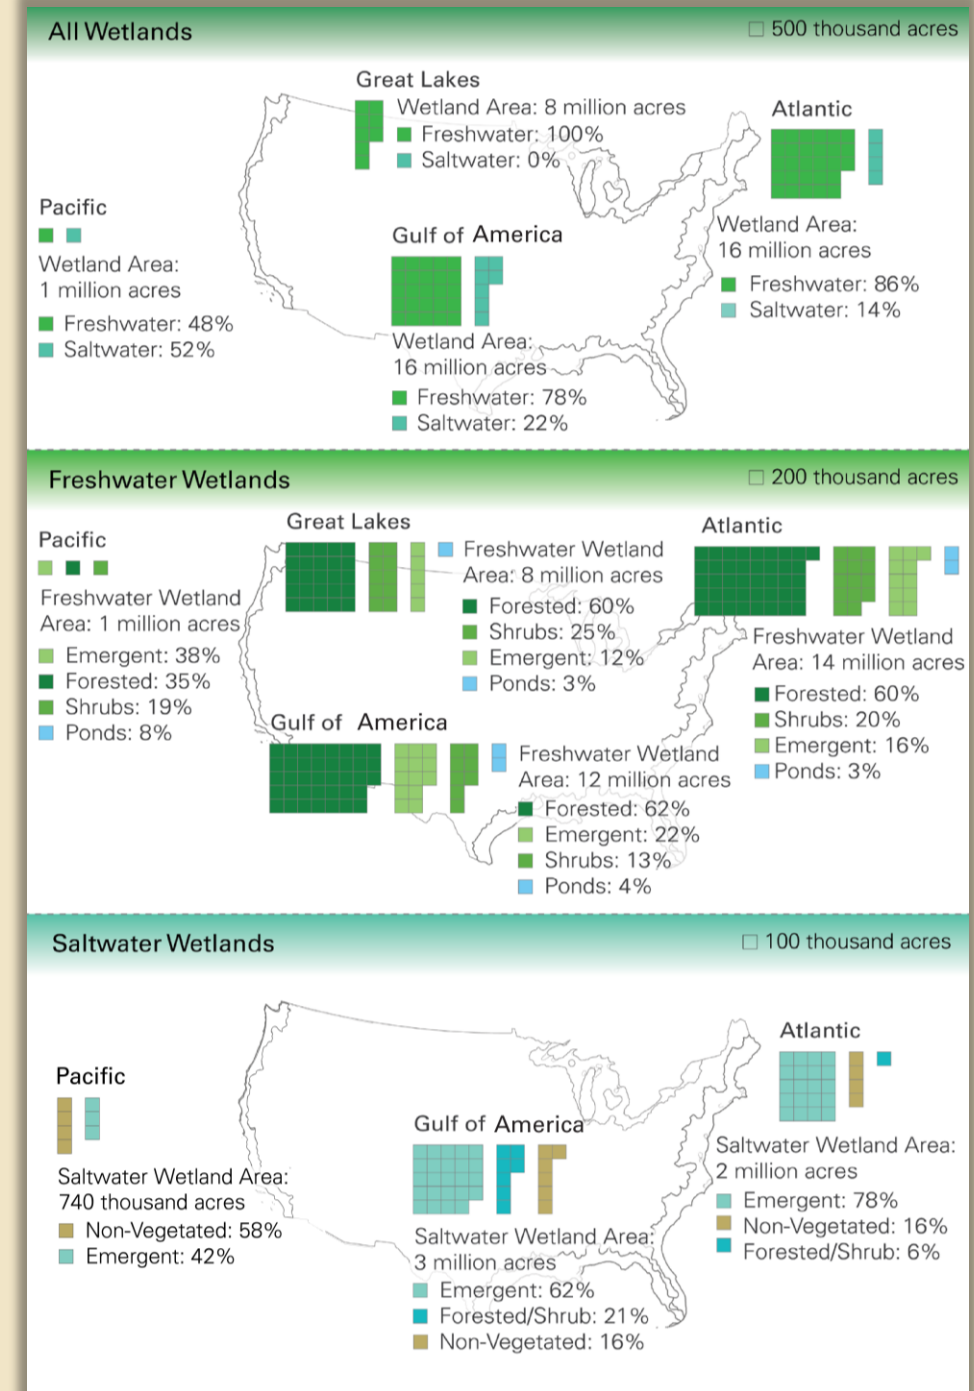 All Wetlands
500 thousand acres
Great Lakes
Wetland Area: 8 million acres
Freshwater: 100%
Saltwater: 0%
Atlantic
Wetland Area:
16 million acres
Freshwater: 86%
Saltwater: 14%
Pacific
Wetland Area:
1 million acres
Freshwater: 48%
Saltwater: 52%
Gulf of America
Wetland Area:
16 million acres
Freshwater: 78%
Saltwater: 22%
Freshwater Wetlands
200 thousand acres
Great Lakes
Freshwater Wetland
Area: 8 million acres
Forested: 60%
Shrubs: 25%
Emergent: 12%
Ponds: 3%
Atlantic
Freshwater Wetland
Area: 14 million acres
Forested: 60%
Shrubs: 20%
Emergent: 16%
Ponds: 3%
Pacific
Freshwater Wetland
Area: 1 million acres
Emergent: 38%
Forested: 35%
Shrubs: 19%
Ponds: 8%
Gulf of America
Freshwater Wetland
Area: 12 million acres
Forested: 62%
Emergent: 22%
Shrubs: 13%
Ponds: 4%
Saltwater Wetlands
100 thousand acres
Atlantic
Saltwater Wetland Area:
2 million acres
Emergent: 78%
Non-Vegetated: 16%
Forested/Shrub: 6%
Pacific
Saltwater Wetland Area:
740 thousand acres
Non-Vegetated: 58%
Emergent: 42%
Gulf of America
Saltwater Wetland Area:
3 million acres
Emergent: 62%
Forested/Shrub: 21%
Non-Vegetated: 16%